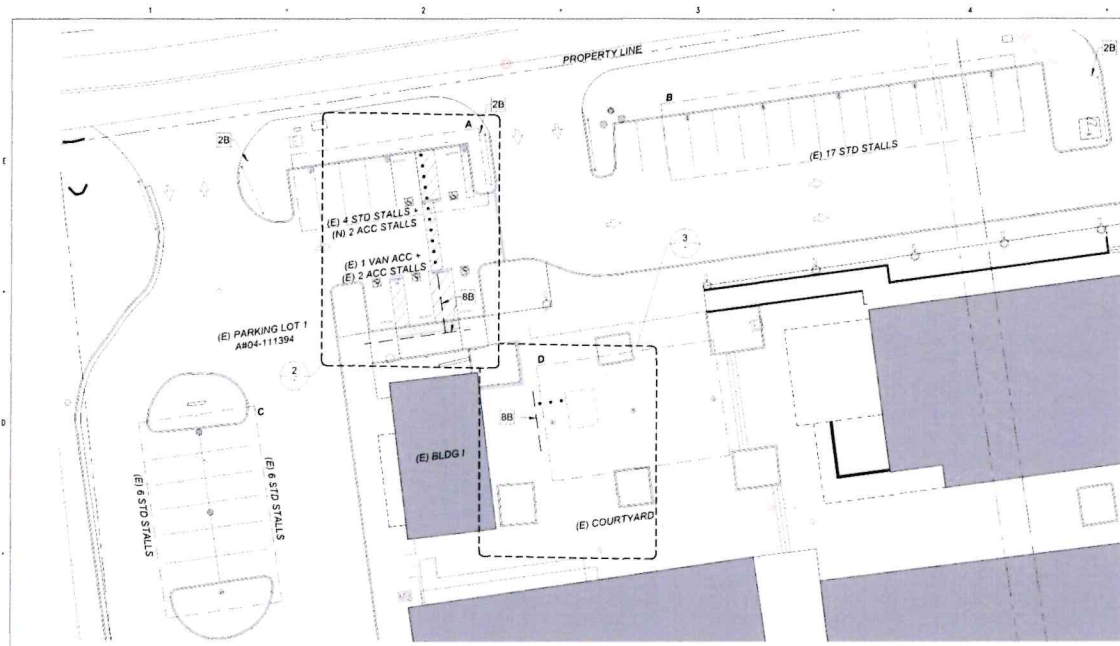 1
2
3
4
PROPERTY LINE
2B
2B
2B
A
B
E
(E) 17 STD STALLS
(E) 4 STD STALLS +
(N) 2 ACC STALLS
3
(E) 1 VAN ACC +
(E) 2 ACC STALLS
8B
(E) PARKING LOT 1
A#04-111394
2
D
C
D
8B
(E) BLDG I
(E) 6 STD STALLS
(E) 6 STD STALLS
(E) COURTYARD